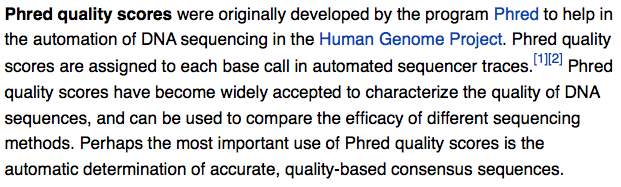 Phred quality scores were originally developed by the program Phred to help in
the automation of DNA sequencing in the Human Genome Project. Phred quality
scores are assigned to each base call in automated sequencer traces.[1][2] Phred
quality scores have become widely accepted to characterize the quality of DNA
sequences, and can be used to compare the efficacy of different sequencing
methods. Perhaps the most important use of Phred quality scores is the
automatic determination of accurate, quality-based consensus sequences.